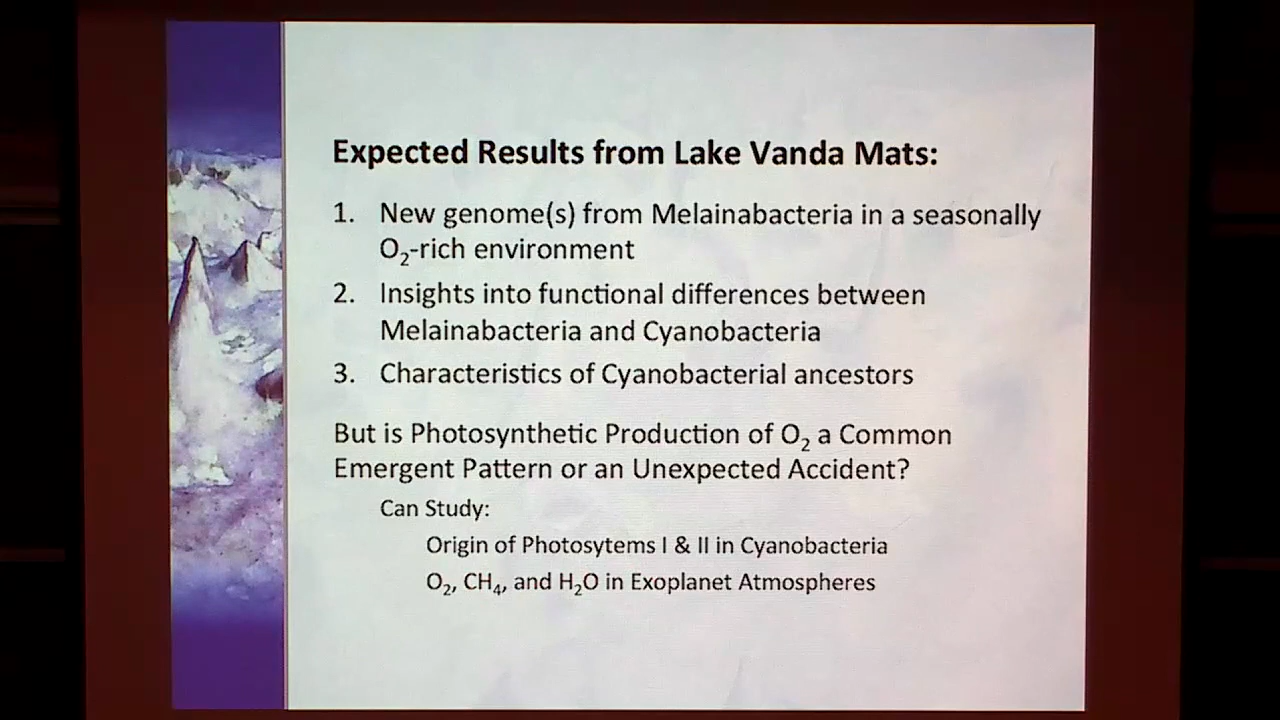 Expected Results from Lake Vanda Mats:
1. New genome(s) from Melainabacteria in a seasonally
O₂-rich environment
2. Insights into functional differences between
Melainabacteria and Cyanobacteria
3. Characteristics of Cyanobacterial ancestors
But is Photosynthetic Production of O₂ a Common
Emergent Pattern or an Unexpected Accident?
Can Study:
Origin of Photosytems I & II in Cyanobacteria
O₂, CH₄, and H₂O in Exoplanet Atmospheres